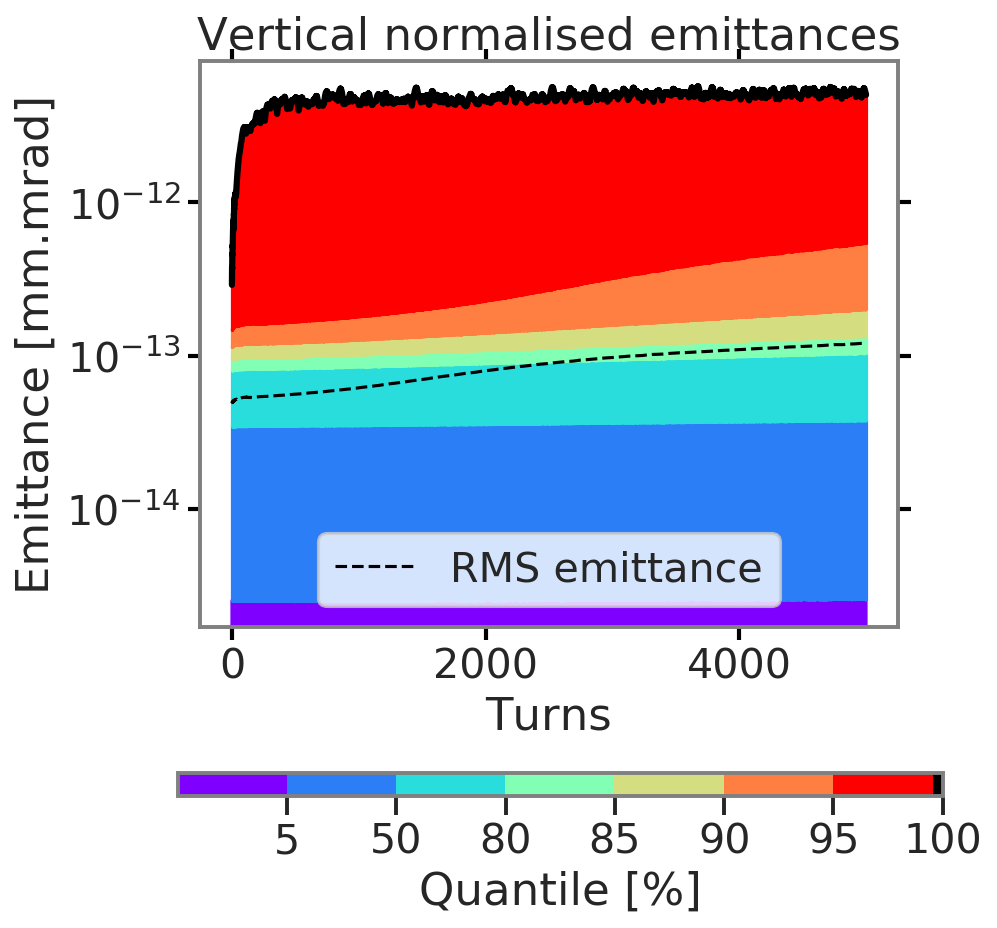 Vertical normalised emittances
Emittance [mm.mrad]
10⁻¹²
10⁻¹³
10⁻¹⁴
RMS emittance
0 2000 4000
Turns
5 50 80 85 90 95 100
Quantile [%]